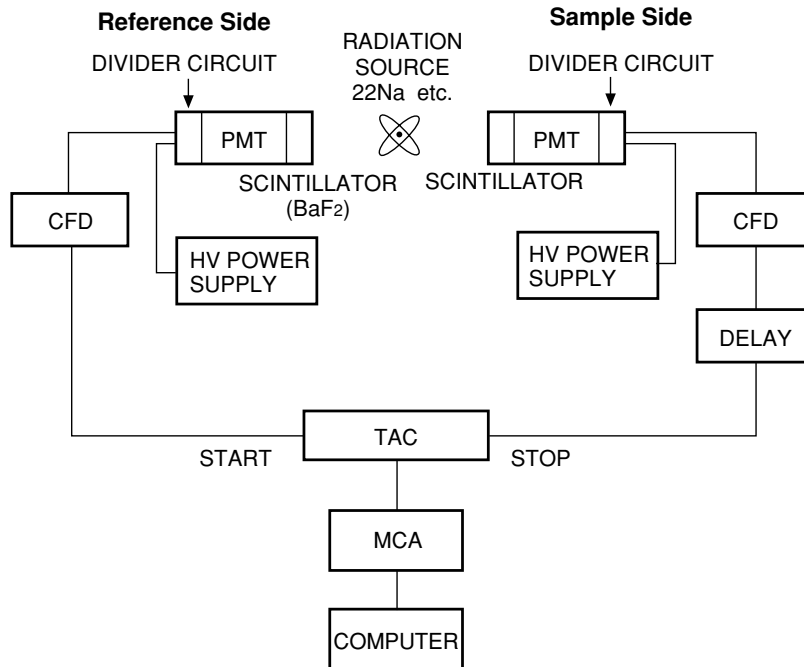 Reference Side
Sample Side
RADIATION
SOURCE
22Na etc.
DIVIDER CIRCUIT
DIVIDER CIRCUIT
PMT
PMT
SCINTILLATOR
(BaF2)
SCINTILLATOR
CFD
CFD
HV POWER
SUPPLY
HV POWER
SUPPLY
DELAY
TAC
START
STOP
MCA
COMPUTER